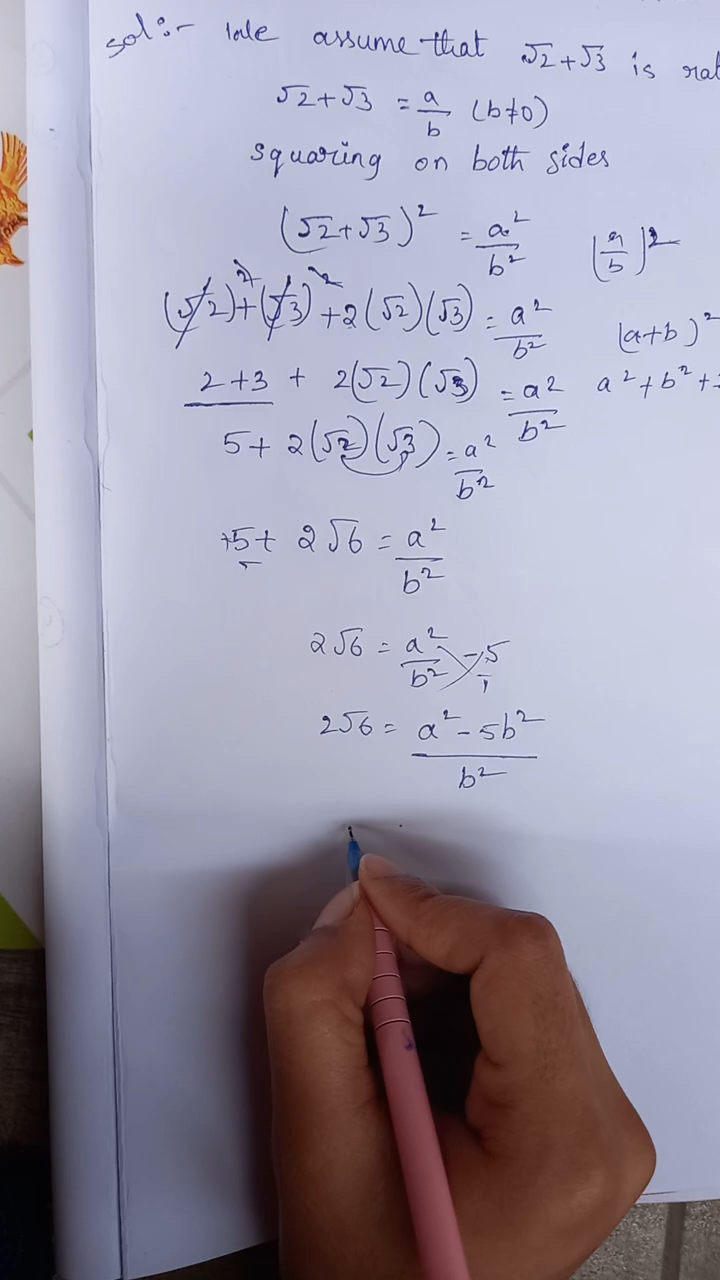 sol:- we assume that √2+√3 is rat
√2+√3 = a/b (b≠0)
squaring on both sides
(√2+√3)² = a²/b² (a/b)²
(√2)²+(√3)²+2(√2)(√3) = a²/b² (a+b)²
2+3 + 2(√2)(√3) = a²/b² a²+b²+2
5+ 2(√2)(√3) = a²/b²
+5+ 2√6 = a²/b²
2√6 = a²/b² - 5/1
2√6 = a²-5b²/b²